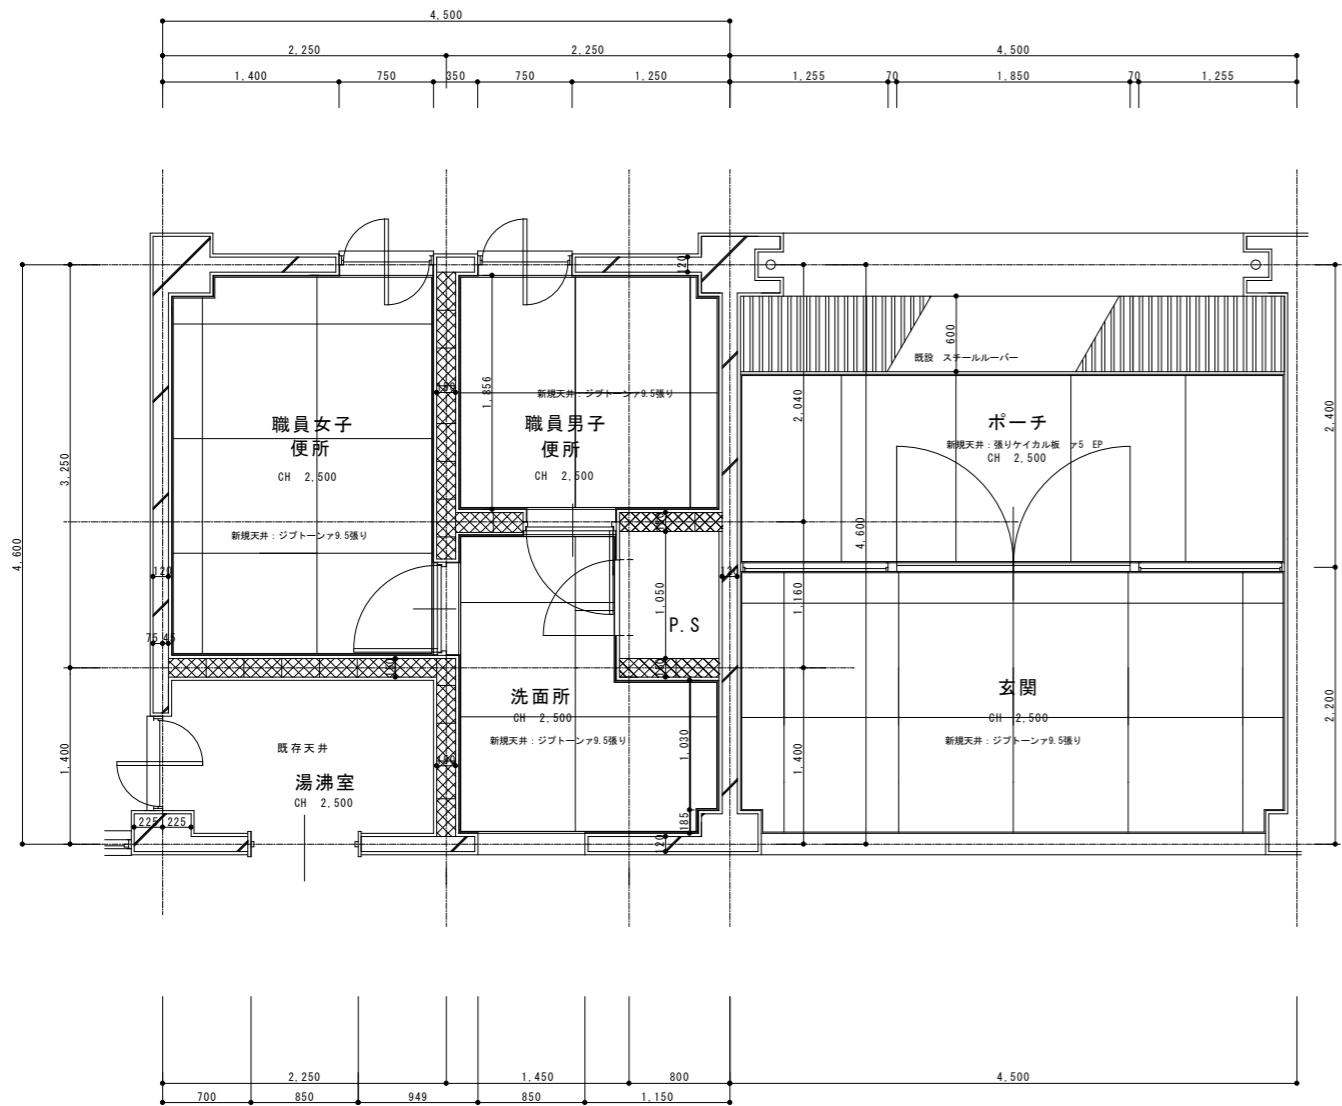 4,500
2,250
2,250
4,500
1,400
750
350
750
1,250
1,255
70
1,850
70
1,255
120
600
既設 スチールルーバー
1,856
新規天井：ジプトーンァ9.5張り
2,040
2,400
職員女子
便所
CH 2,500
職員男子
便所
CH 2,500
ポーチ
新規天井：張りケイカル板 ァ5 EP
CH 2,500
3,250
新規天井：ジプトーンァ9.5張り
4,600
4,600
120
1,050
1,160
P.S
75
45
洗面所
CH 2,500
新規天井：ジプトーンァ9.5張り
玄関
CH 2,500
新規天井：ジプトーンァ9.5張り
2,200
1,400
既存天井
湯沸室
CH 2,500
1,030
1,400
225
225
185
120
2,250
1,450
800
4,500
700
850
949
850
1,150